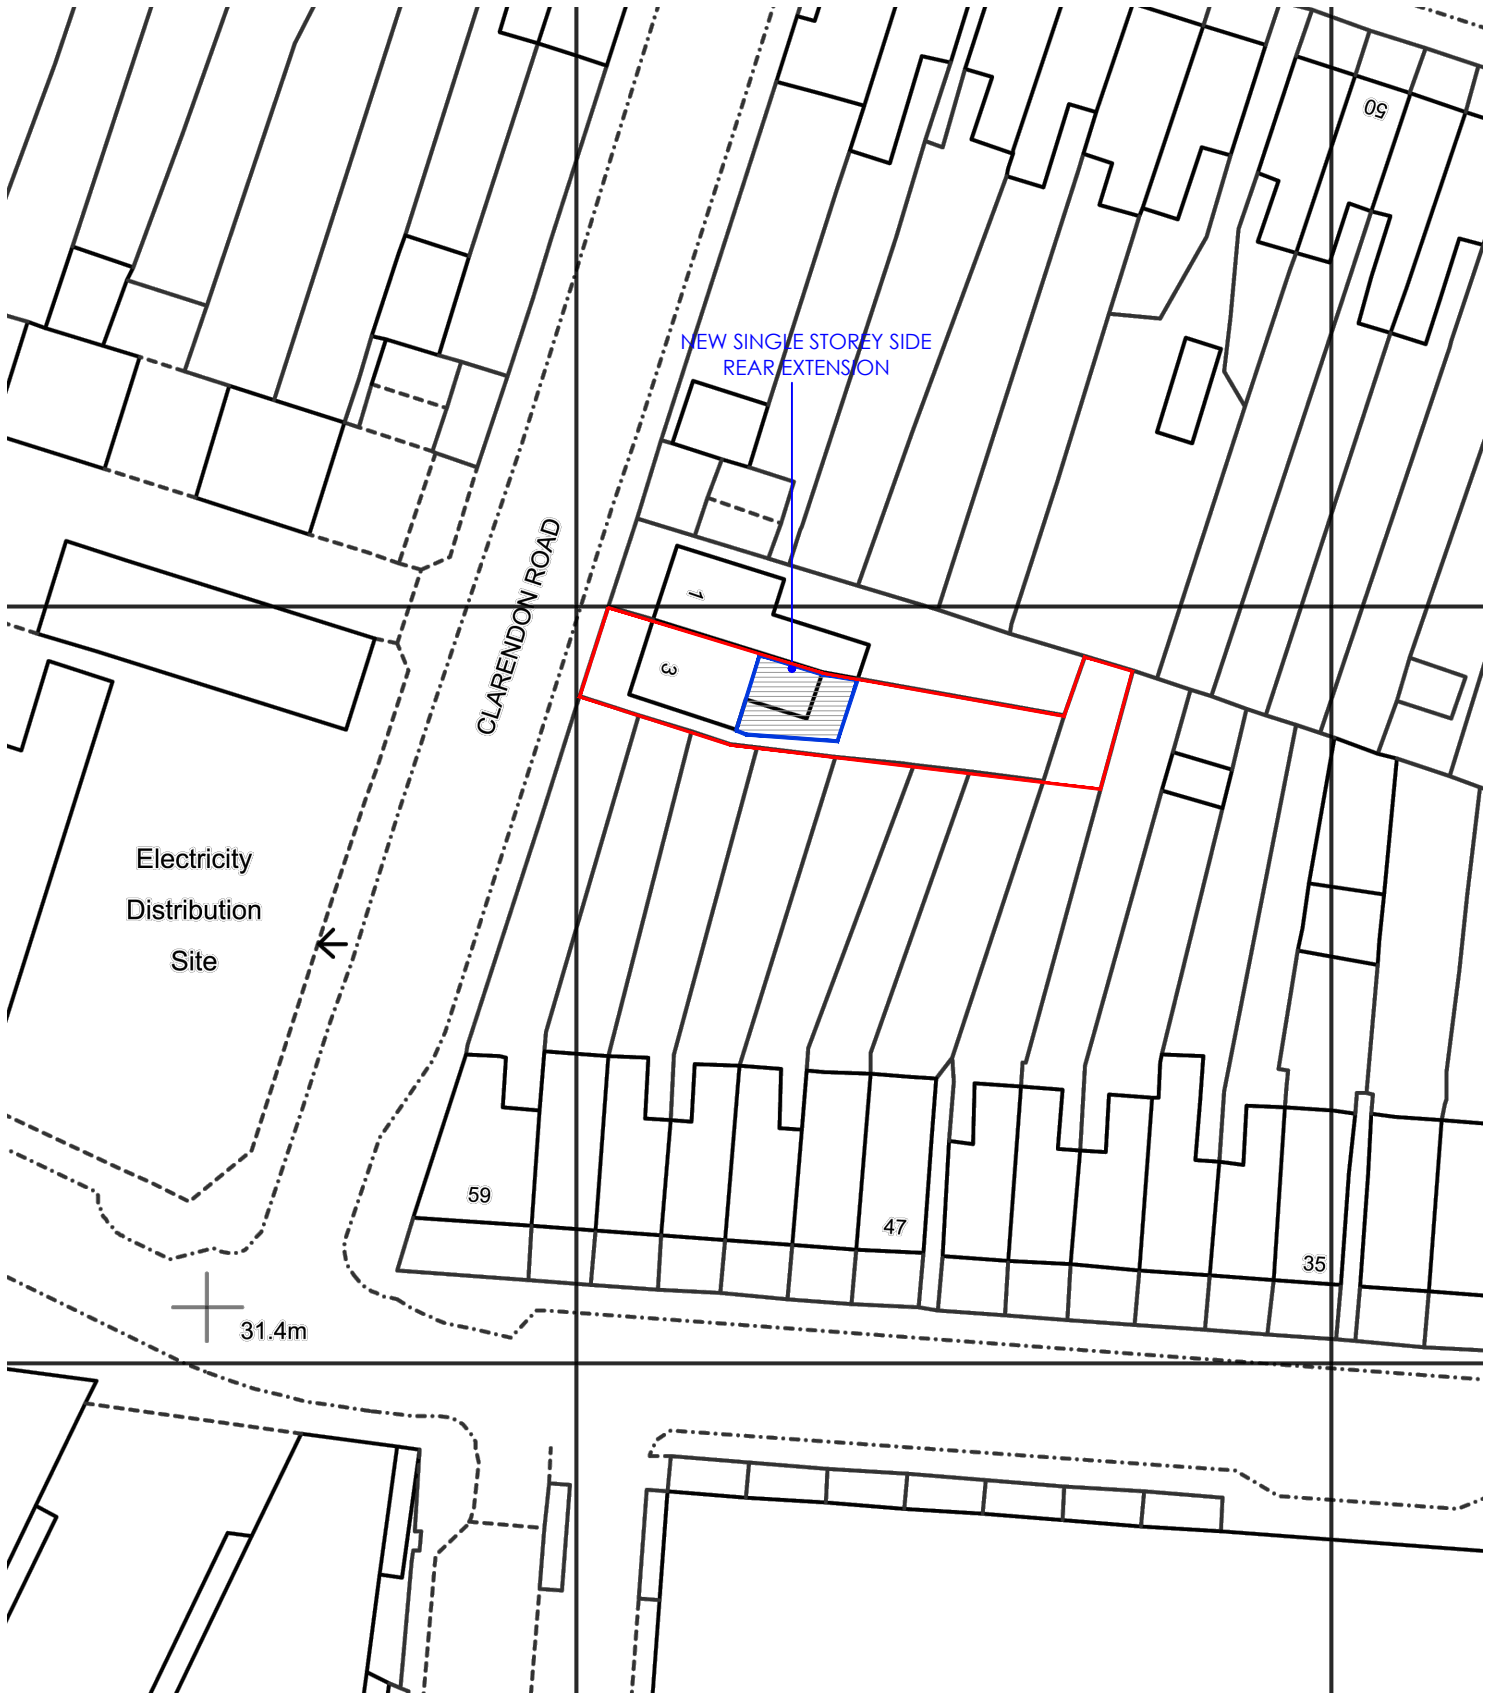 50
NEW SINGLE STOREY SIDE
REAR EXTENSION
CLARENDON ROAD
1
3
Electricity
Distribution
Site
59
47
35
31.4m